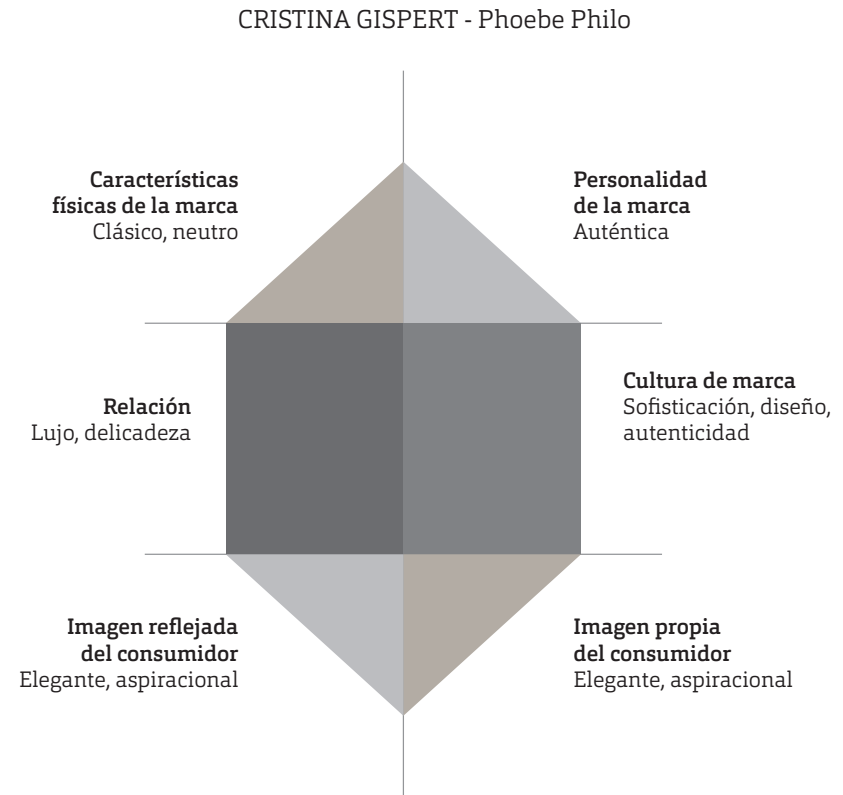 CRISTINA GISPERT - Phoebe Philo
Características
físicas de la marca
Clásico, neutro
Personalidad
de la marca
Auténtica
Relación
Lujo, delicadeza
Cultura de marca
Sofisticación, diseño,
autenticidad
Imagen reflejada
del consumidor
Elegante, aspiracional
Imagen propia
del consumidor
Elegante, aspiracional